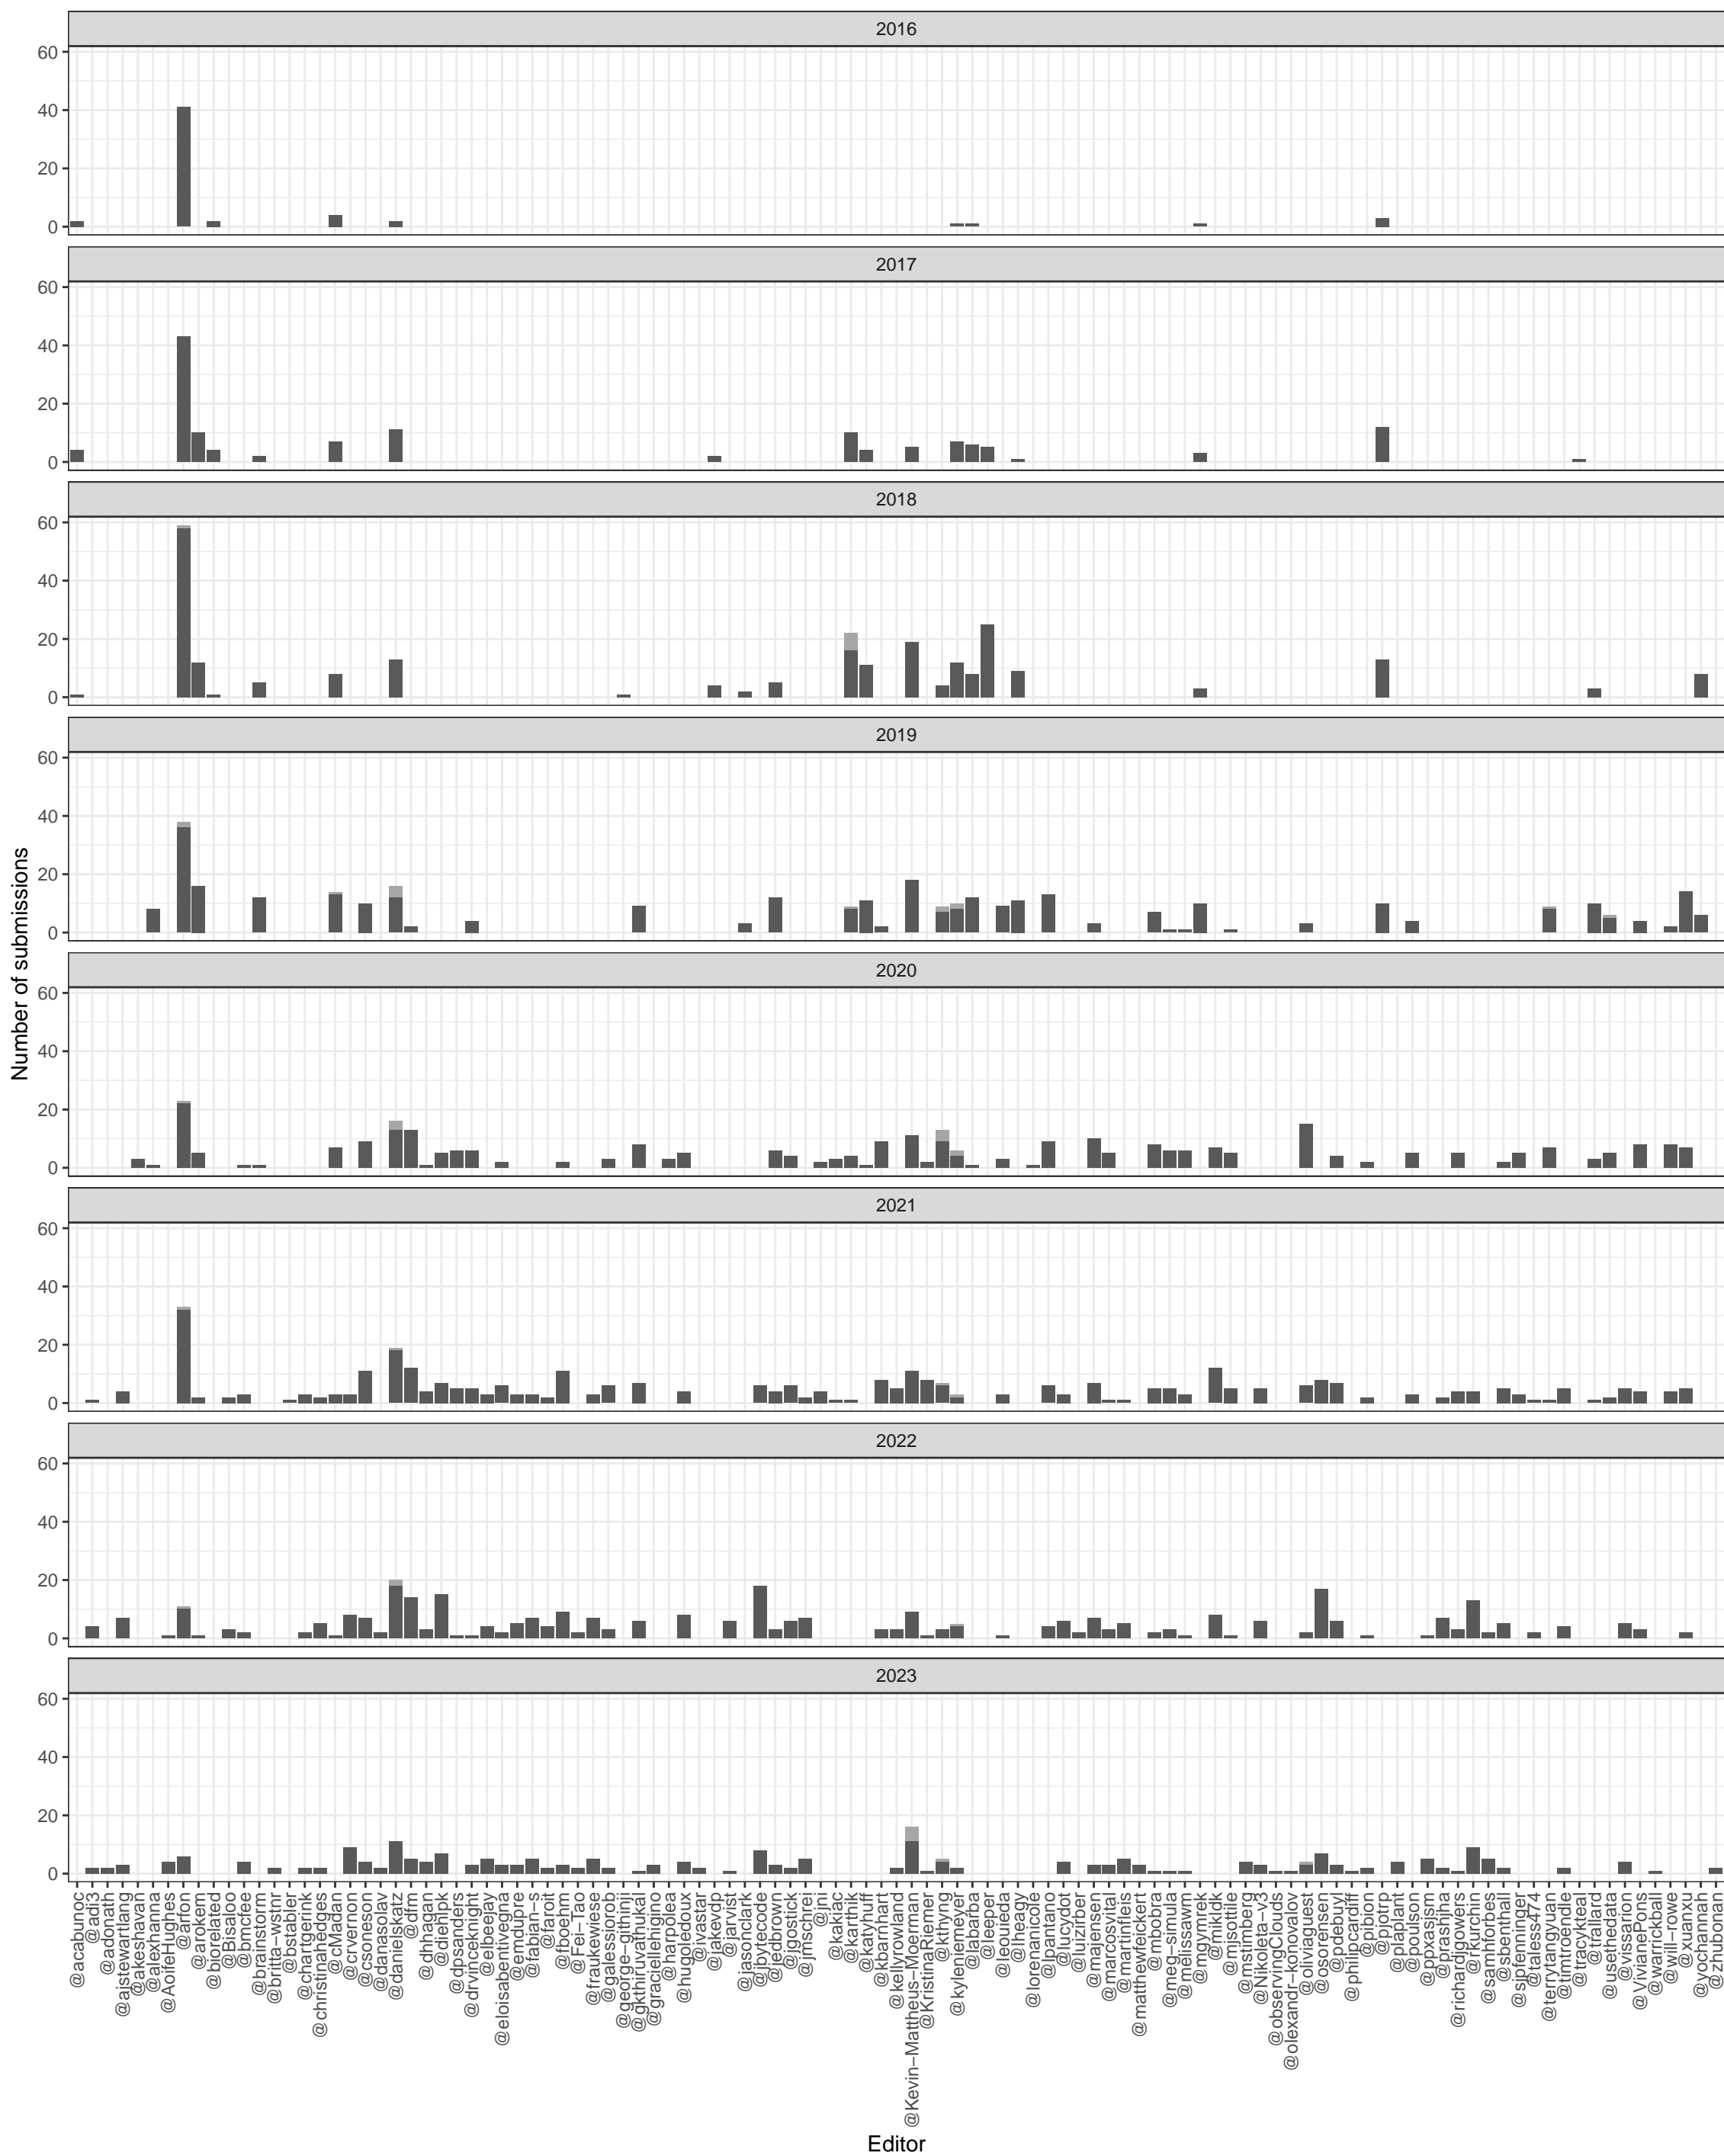 2016
60
40
20
0
2017
60
40
20
0
2018
60
40
20
0
2019
60
40
20
0
2020
60
40
20
0
2021
60
40
20
0
2022
60
40
20
0
2023
60
40
20
0
Number of submissions
@acabunoc
@adi3
@adonath
@ajstewartlang
@akeshavan
@alexhanna
@AoifeHughes
@arfon
@arokem
@biorelated
@Bisaloo
@bmcfee
@brainstorm
@britta−wstnr
@bstabler
@chartgerink
@christinahedges
@cMadan
@crvernon
@csoneson
@danasolav
@danielskatz
@dfm
@dhhagan
@diehlpk
@dpsanders
@drvinceknight
@elbeejay
@eloisabentivegna
@emdupre
@fabian−s
@faroit
@fboehm
@Fei−Tao
@fraukewiese
@galessiorob
@george−githinji
@gkthiruvathukal
@graciellehigino
@harpolea
@hugoledoux
@ivastar
@jakevdp
@jarvist
@jasonclark
@jbytecode
@jedbrown
@jgostick
@jmschrei
@jni
@kakiac
@karthik
@katyhuff
@kbarnhart
@kellyrowland
@Kevin−Mattheus−Moerman
@KristinaRiemer
@kthyng
@kyleniemeyer
@labarba
@leeper
@leouieda
@lheagy
@lorenanicole
@lpantano
@lucydot
@luizirber
@majensen
@marcosvital
@martinfleis
@matthewfeickert
@mbobra
@meg−simula
@melissawm
@mgymrek
@mikldk
@mjsottile
@mstimberg
@Nikoleta−v3
@observingClouds
@olexandr−konovalov
@oliviaguest
@osorensen
@pdebuyl
@philipcardiff
@pibion
@pjotrp
@plaplant
@poulson
@ppxasjsm
@prashjha
@richardjgowers
@rkurchin
@samhforbes
@sbenthall
@sjpfenninger
@taless474
@terrytangyuan
@timtroendle
@tracykteal
@trallard
@usethedata
@vissarion
@VivianePons
@warrickball
@will−rowe
@xuanxu
@yochannah
@zhubonan
Editor